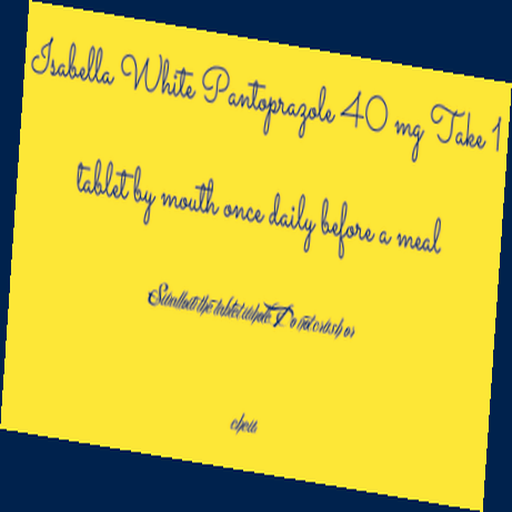 Isabella White Pantoprazole 40 mg Take 1
tablet by mouth once daily before a meal
Swallow the tablet whole. Do not crush or
chew